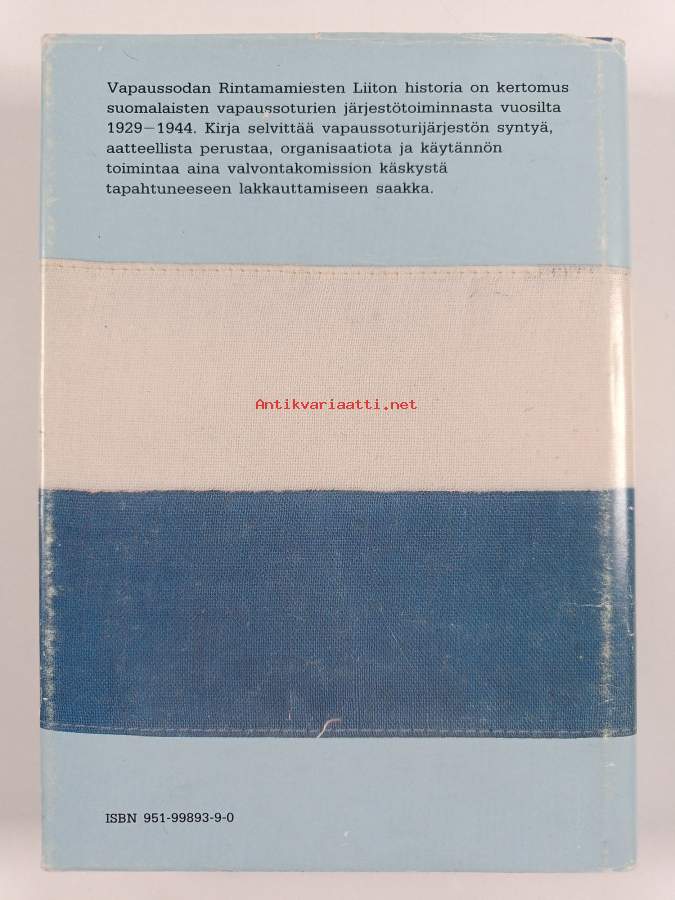 Vapaussodan Rintamamiesten Liiton historia on kertomus
suomalaisten vapaussoturien järjestötoiminnasta vuosilta
1929—1944. Kirja selvittää vapaussoturijärjestön syntyä,
aatteellista perustaa, organisaatiota ja käytännön
toimintaa aina valvontakomission käskystä
tapahtuneeseen lakkauttamiseen saakka.
Antikvariaatti.net
ISBN 951-99893-9-0